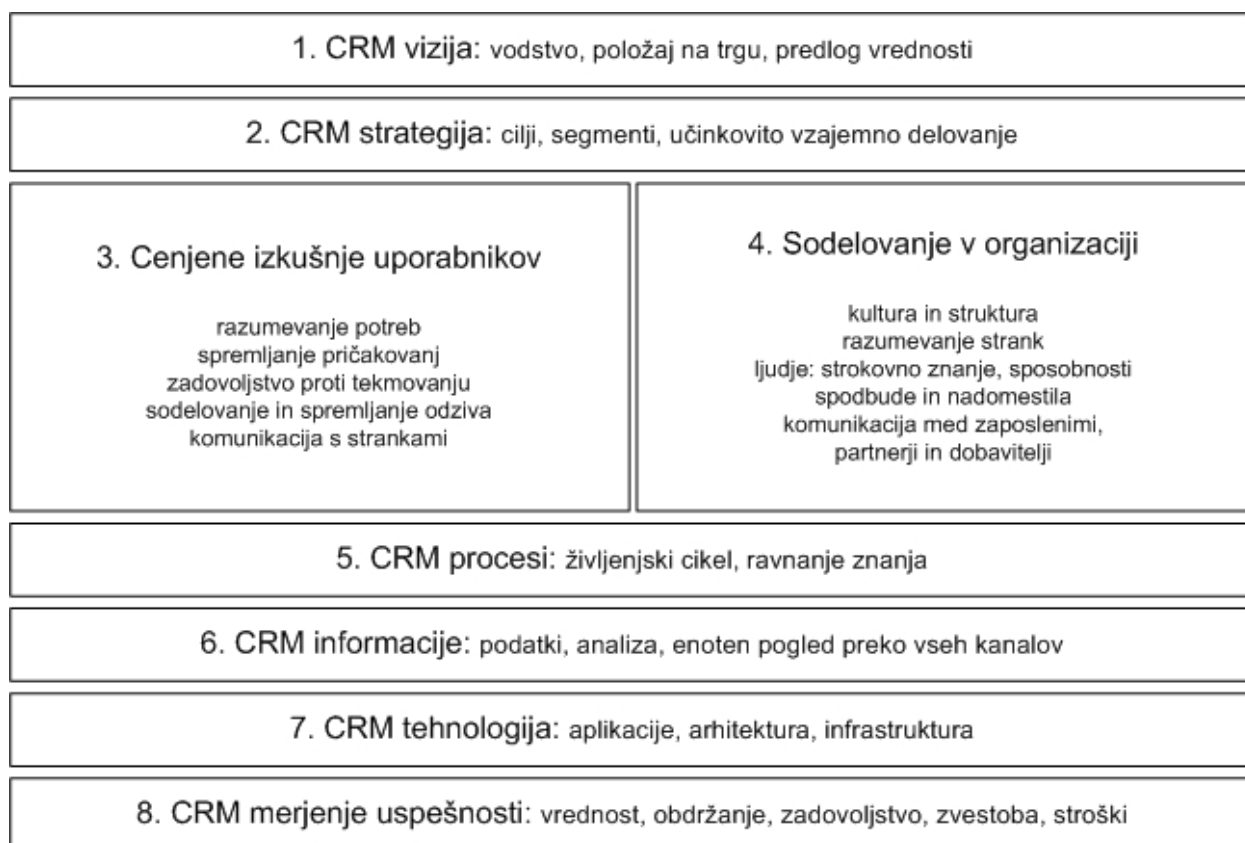 1. CRM vizija: vodstvo, položaj na trgu, predlog vrednosti
2. CRM strategija: cilji, segmenti, učinkovito vzajemno delovanje
3. Cenjene izkušnje uporabnikov
razumevanje potreb
spremljanje pričakovanj
zadovoljstvo proti tekmovanju
sodelovanje in spremljanje odziva
komunikacija s strankami
4. Sodelovanje v organizaciji
kultura in struktura
razumevanje strank
ljudje: strokovno znanje, sposobnosti
spodbude in nadomestila
komunikacija med zaposlenimi,
partnerji in dobavitelji
5. CRM procesi: življenjski cikel, ravnanje znanja
6. CRM informacije: podatki, analiza, enoten pogled preko vseh kanalov
7. CRM tehnologija: aplikacije, arhitektura, infrastruktura
8. CRM merjenje uspešnosti: vrednost, obdržanje, zadovoljstvo, zvestoba, stroški